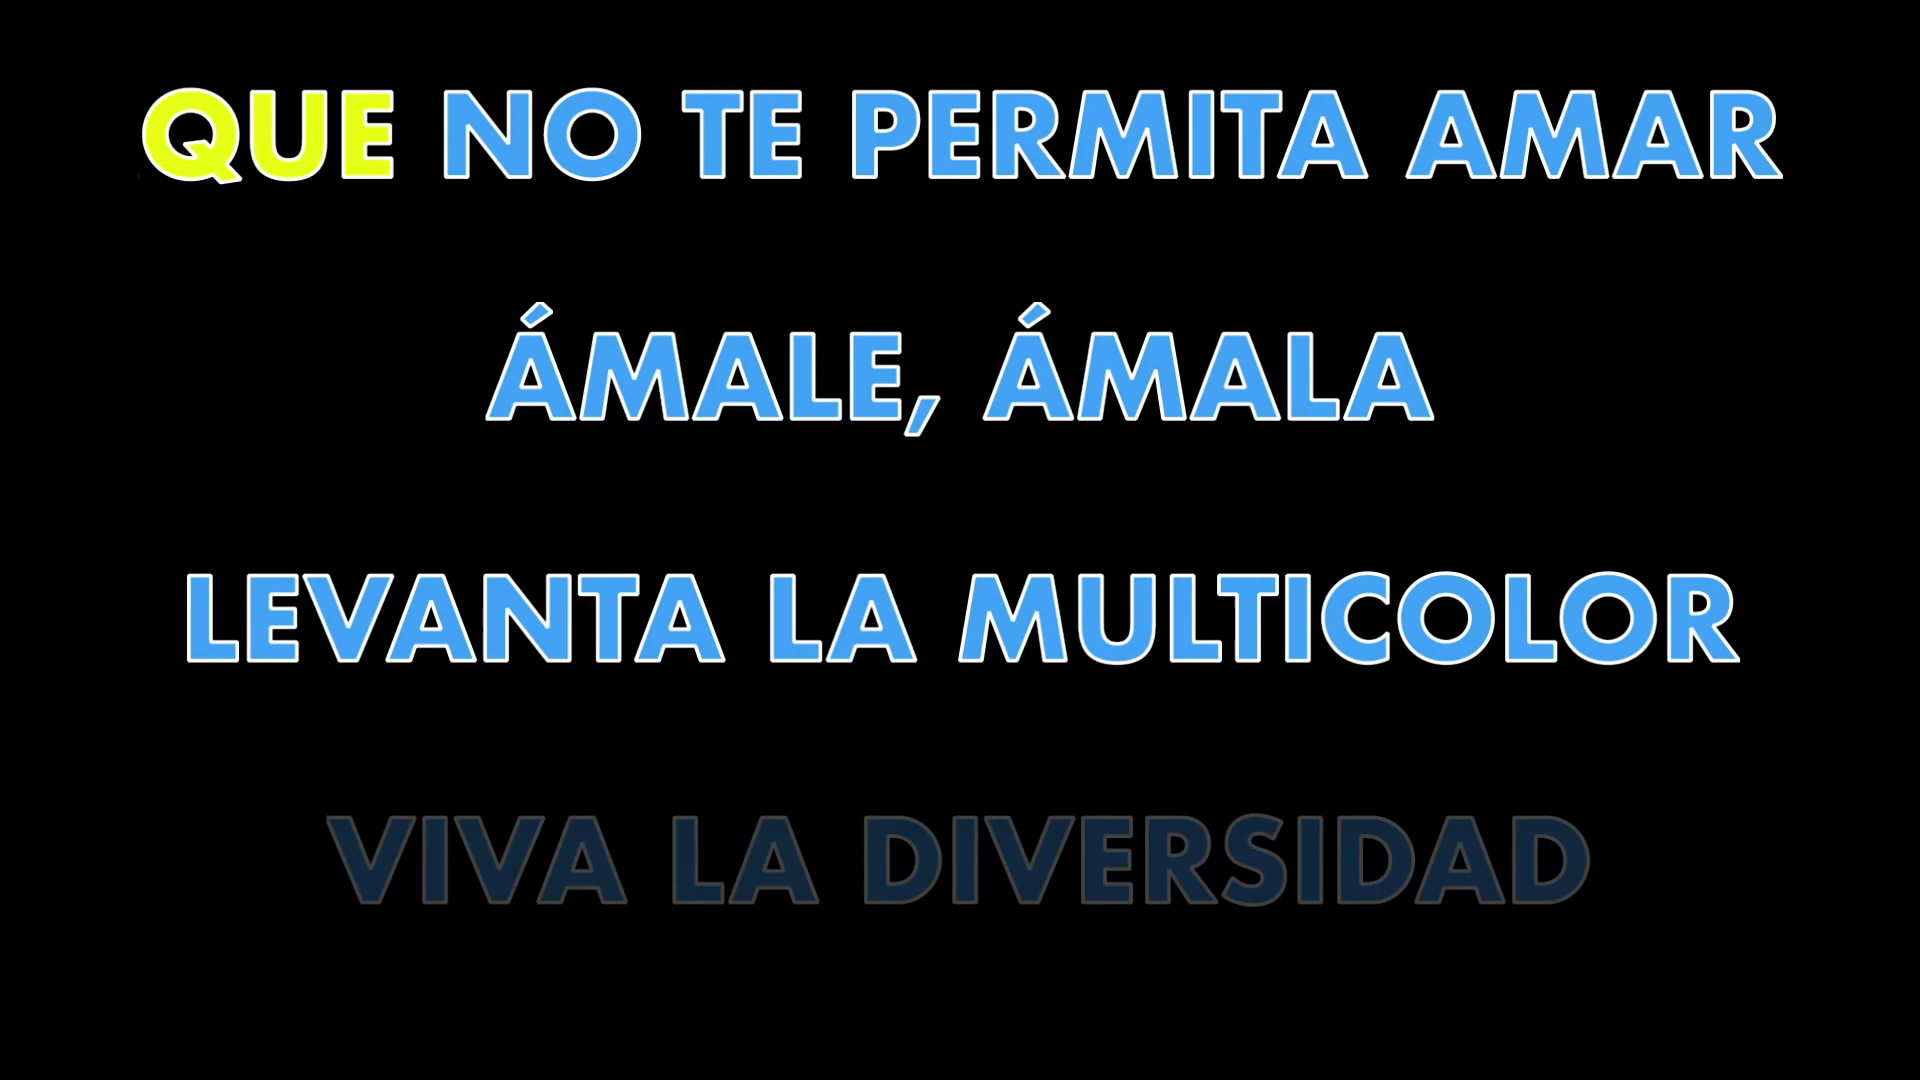 QUE NO TE PERMITA AMAR
ÁMALE, ÁMALA
LEVANTA LA MULTICOLOR
VIVA LA DIVERSIDAD